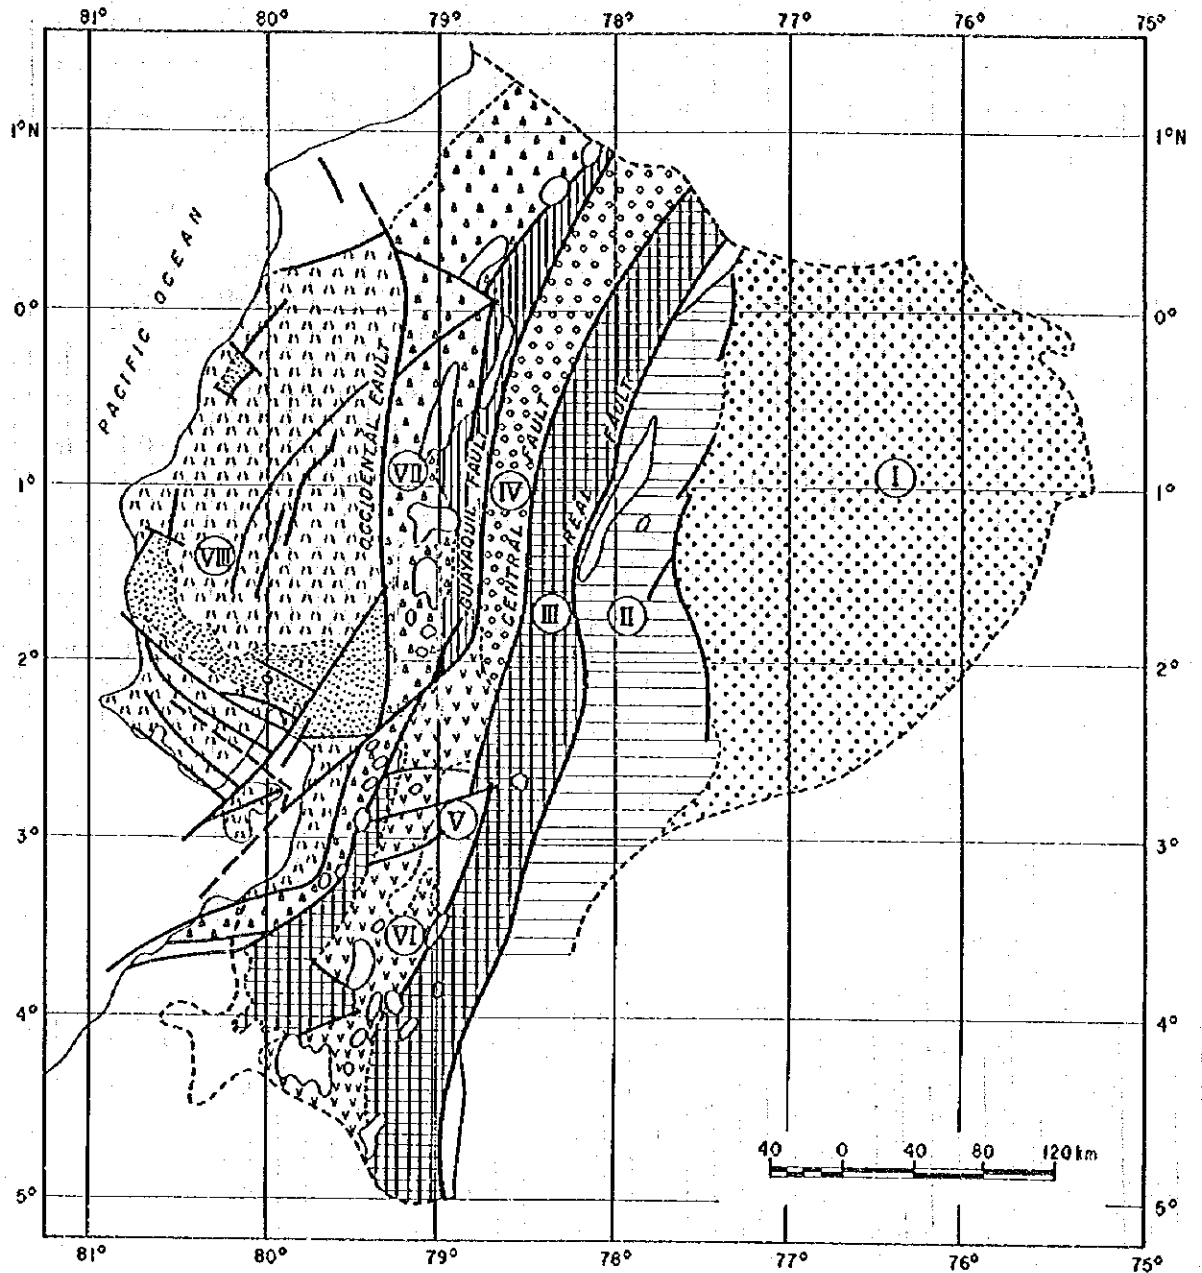 81° 80° 79° 78° 77° 76° 75°
1°N 1°N
PACIFIC OCEAN
0° 0°
OCCIDENTAL FAULT
GUAYAQUIL FAULT
CENTRAL FAULT
REAL FAULT
VII
IV
I
1° 1°
VIII
III
II
2° 2°
V
3° 3°
VI
4° 4°
40 0 40 80 120 km
5° 5°
81° 80° 79° 78° 77° 76° 75°